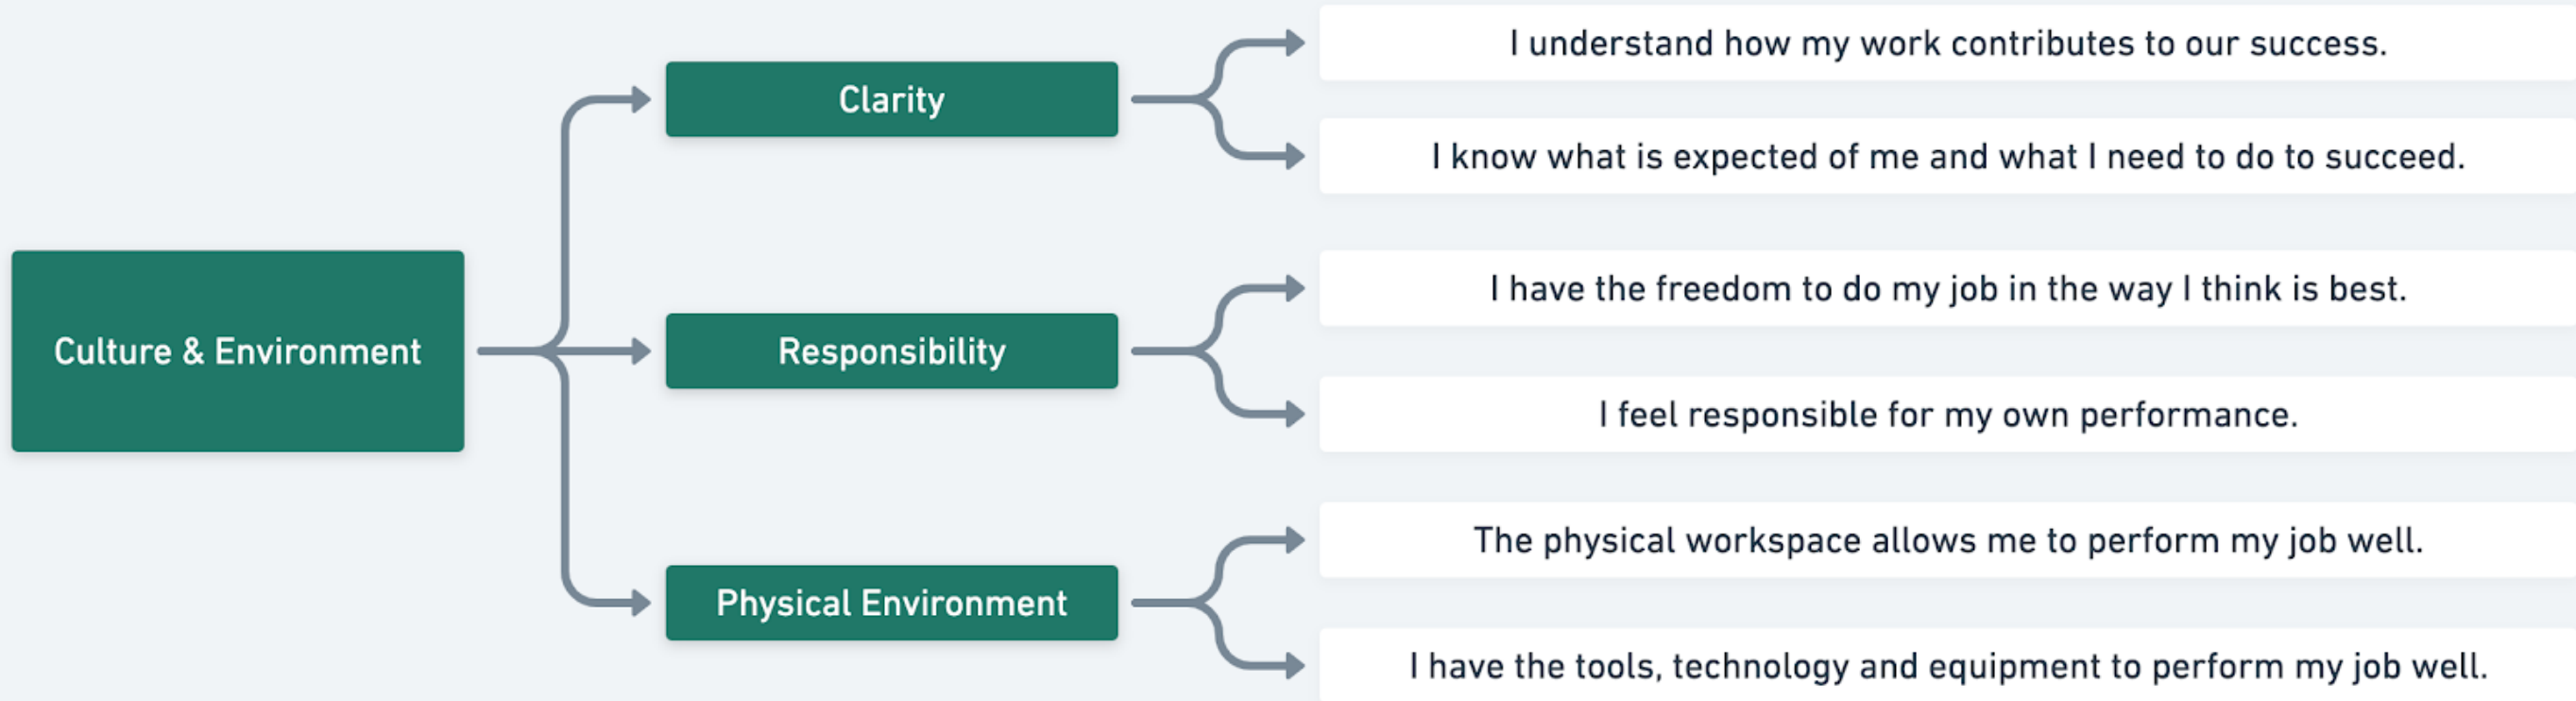 Culture & Environment
Clarity
I understand how my work contributes to our success.
I know what is expected of me and what I need to do to succeed.
Responsibility
I have the freedom to do my job in the way I think is best.
I feel responsible for my own performance.
Physical Environment
The physical workspace allows me to perform my job well.
I have the tools, technology and equipment to perform my job well.